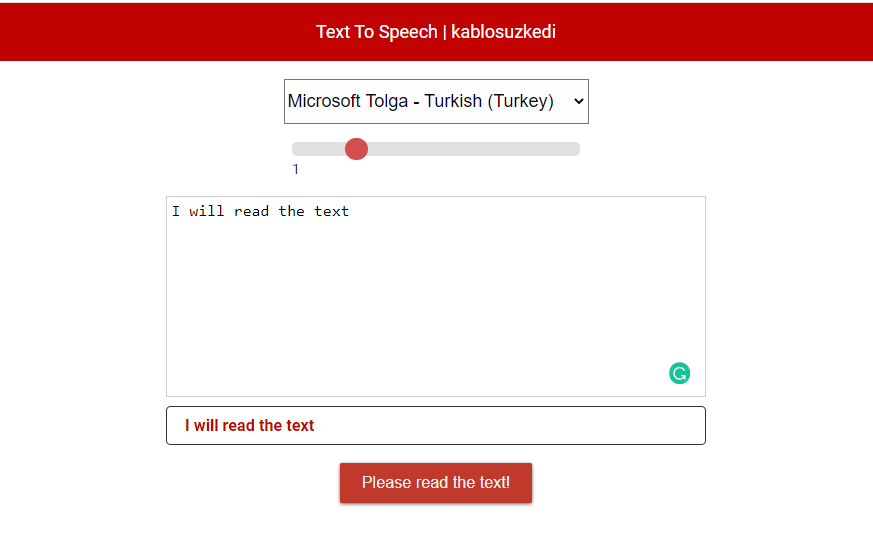 Text To Speech | kablosuzkedi
Microsoft Tolga - Turkish (Turkey)
1
I will read the text
I will read the text
Please read the text!